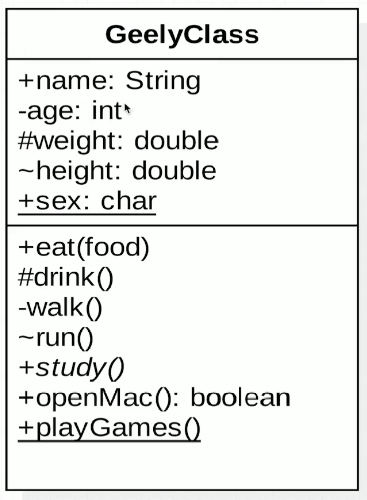 GeelyClass
+name: String
-age: int
#weight: double
~height: double
+sex: char
+eat(food)
#drink()
-walk()
~run()
+study()
+openMac(): boolean
+playGames()